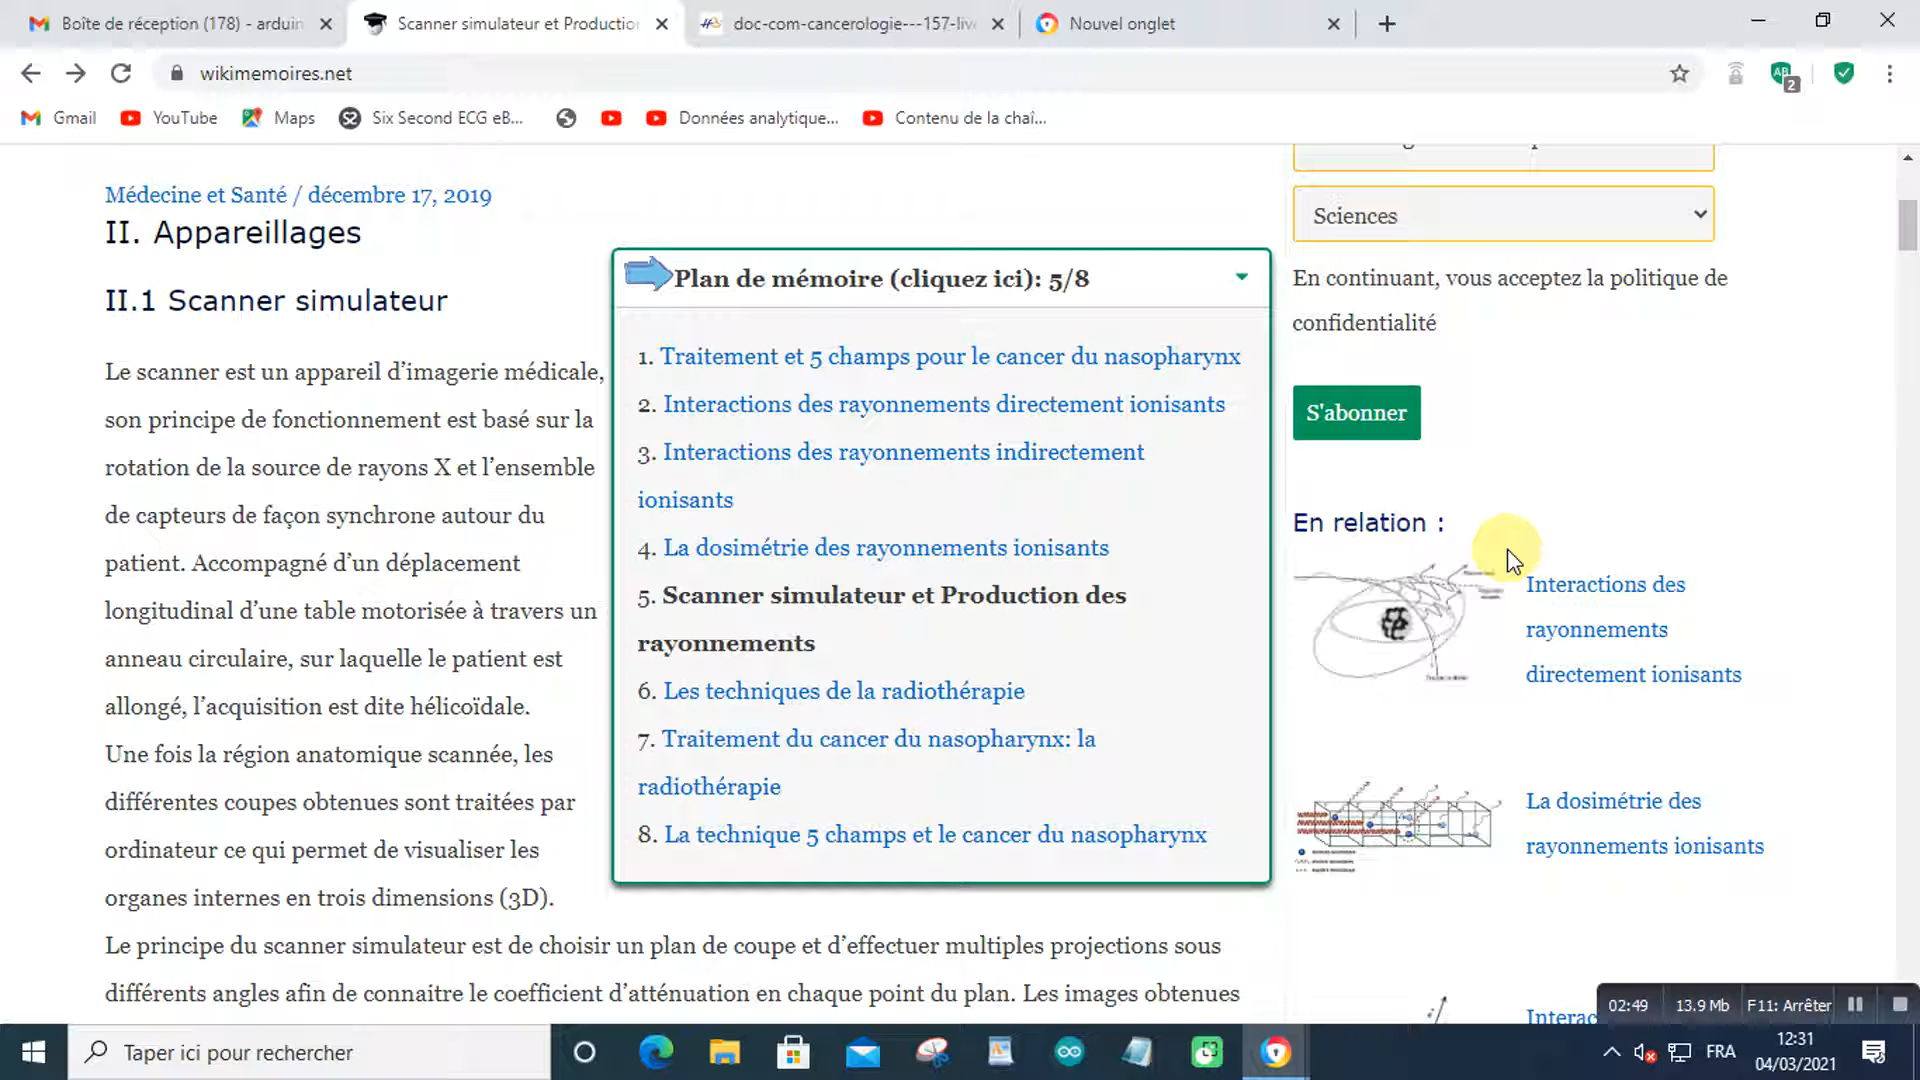 Boîte de réception (178) - arduin
Scanner simulateur et Production
doc-com-cancerologie---157-liv
Nouvel onglet
wikimemoires.net
2
Gmail
YouTube
Maps
Six Second ECG eB...
Données analytique...
Contenu de la chaî...
Médecine et Santé / décembre 17, 2019
II. Appareillages
II.1 Scanner simulateur
Le scanner est un appareil d’imagerie médicale,
son principe de fonctionnement est basé sur la
rotation de la source de rayons X et l’ensemble
de capteurs de façon synchrone autour du
patient. Accompagné d’un déplacement
longitudinal d’une table motorisée à travers un
anneau circulaire, sur laquelle le patient est
allongé, l’acquisition est dite hélicoïdale.
Une fois la région anatomique scannée, les
différentes coupes obtenues sont traitées par
ordinateur ce qui permet de visualiser les
organes internes en trois dimensions (3D).
Le principe du scanner simulateur est de choisir un plan de coupe et d’effectuer multiples projections sous
différents angles afin de connaitre le coefficient d’atténuation en chaque point du plan. Les images obtenues
Plan de mémoire (cliquez ici): 5/8
1. Traitement et 5 champs pour le cancer du nasopharynx
2. Interactions des rayonnements directement ionisants
3. Interactions des rayonnements indirectement
ionisants
4. La dosimétrie des rayonnements ionisants
5. Scanner simulateur et Production des
rayonnements
6. Les techniques de la radiothérapie
7. Traitement du cancer du nasopharynx: la
radiothérapie
8. La technique 5 champs et le cancer du nasopharynx
Sciences
En continuant, vous acceptez la politique de
confidentialité
S'abonner
En relation :
Interactions des
rayonnements
directement ionisants
La dosimétrie des
rayonnements ionisants
Interac
02:49
13.9 Mb
F11: Arrêter
Taper ici pour rechercher
FRA
12:31
04/03/2021